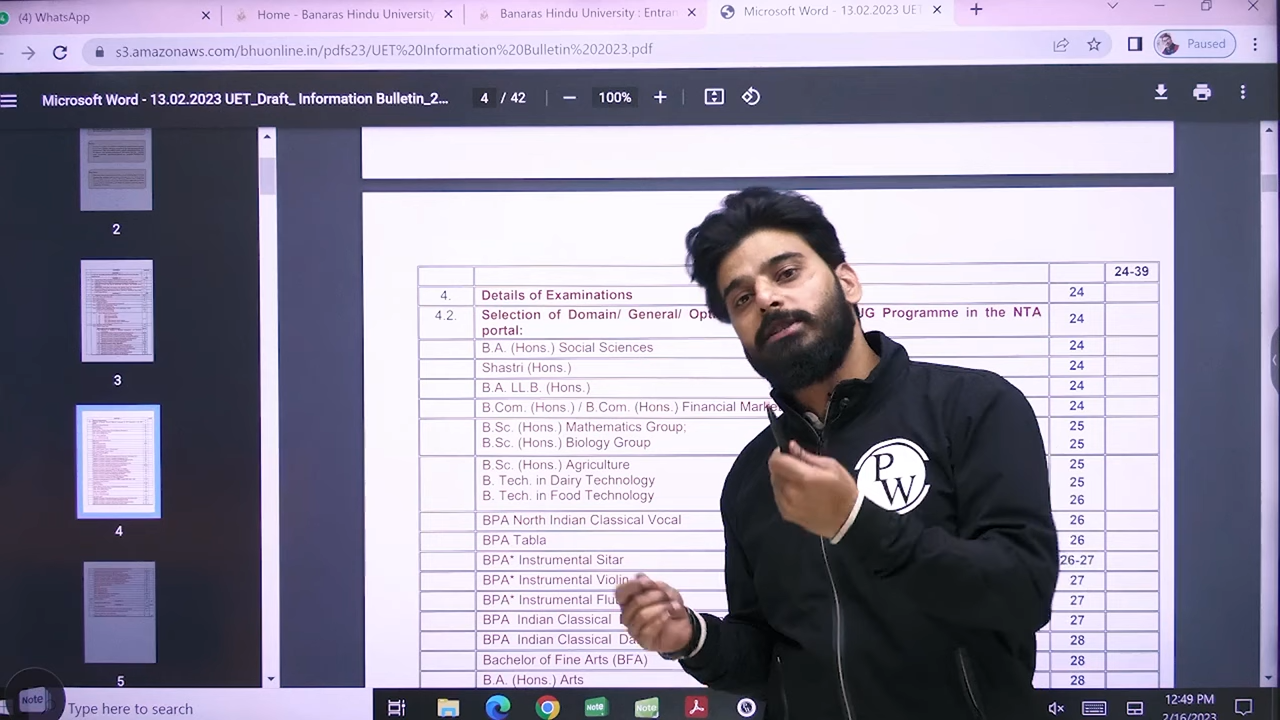 (4) WhatsApp
Home - Banaras Hindu University
Banaras Hindu University : Entran
Microsoft Word - 13.02.2023 UET
s3.amazonaws.com/bhuonline.in/pdfs23/UET%20Information%20Bulletin%202023.pdf
Paused
Microsoft Word - 13.02.2023 UET_Draft_ Information Bulletin_2...
4 / 42
100%
2
3
4
5
24-39
4. Details of Examinations 24
4.2. Selection of Domain/ General/ Opt UG Programme in the NTA
portal: 24
B.A. (Hons.) Social Sciences 24
Shastri (Hons.) 24
B.A. LL.B. (Hons.) 24
B.Com. (Hons.) / B.Com. (Hons.) Financial Market 24
B.Sc. (Hons.) Mathematics Group; 25
B.Sc. (Hons.) Biology Group 25
B.Sc. (Hons.) Agriculture 25
B. Tech. in Dairy Technology 25
B. Tech. in Food Technology 26
BPA North Indian Classical Vocal 26
BPA Tabla 26
BPA* Instrumental Sitar 26-27
BPA* Instrumental Violin 27
BPA* Instrumental Flu 27
BPA Indian Classical 27
BPA Indian Classical Da 28
Bachelor of Fine Arts (BFA) 28
B.A. (Hons.) Arts 28
PW
Note
Type here to search
Note
Note
12:49 PM
2/16/2023